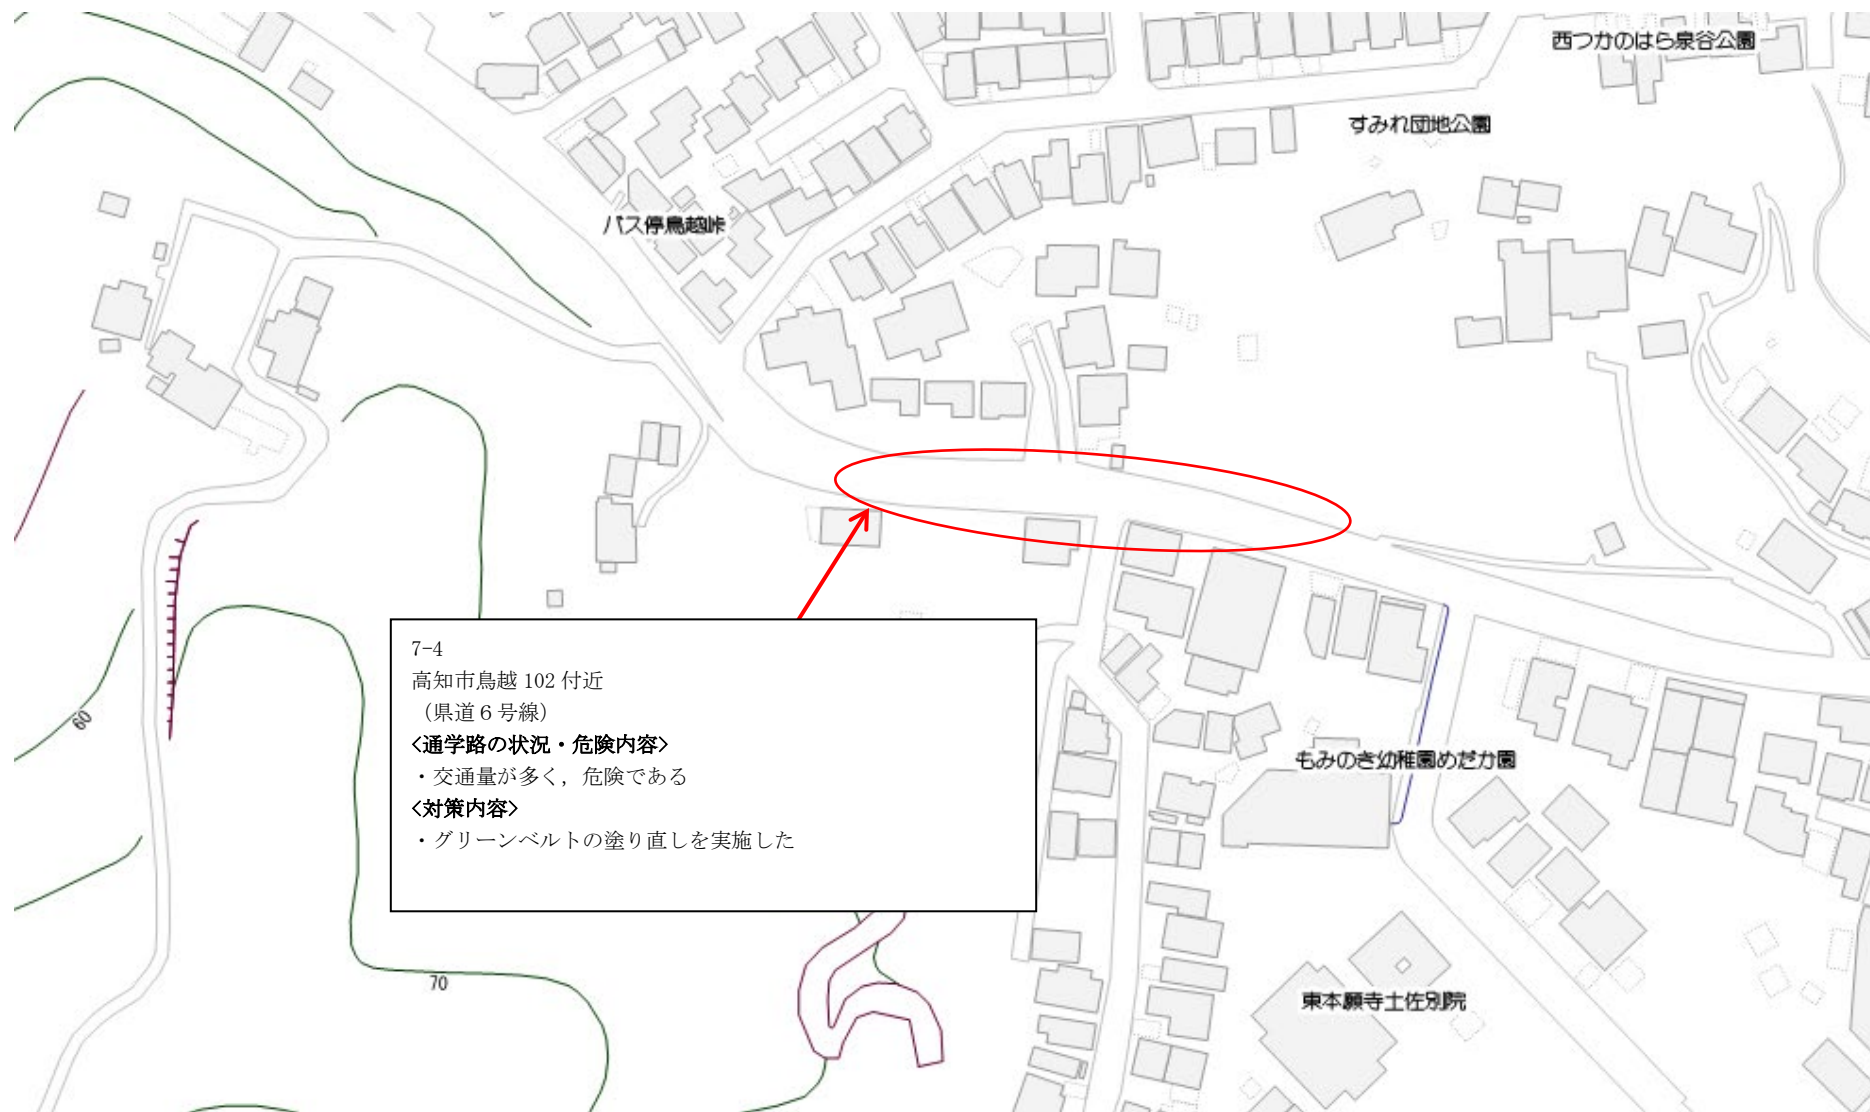 西つかのはら泉谷公園
すみれ団地公園
バス停鳥越峠
7-4
高知市鳥越 102 付近
（県道６号線）
<通学路の状況・危険内容>
・交通量が多く，危険である
<対策内容>
・グリーンベルトの塗り直しを実施した
もみのき幼稚園めだか園
60
70
東本願寺土佐別院